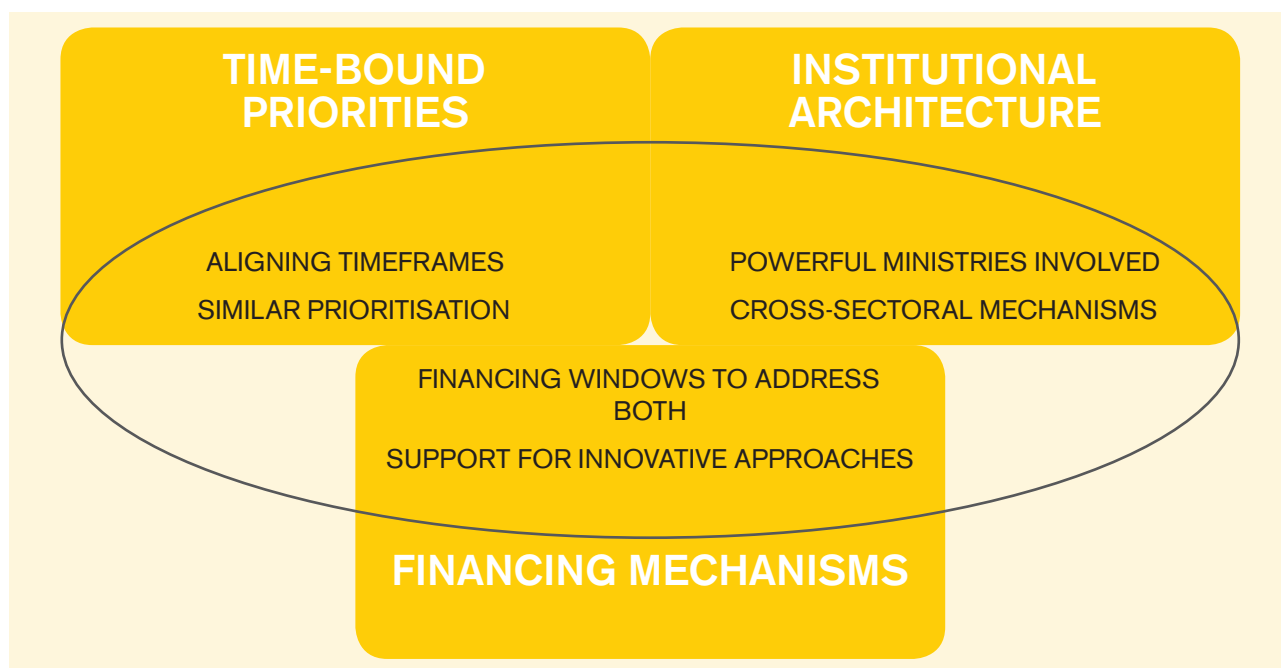 TIME-BOUND
PRIORITIES
ALIGNING TIMEFRAMES
SIMILAR PRIORITISATION
INSTITUTIONAL
ARCHITECTURE
POWERFUL MINISTRIES INVOLVED
CROSS-SECTORAL MECHANISMS
FINANCING WINDOWS TO ADDRESS
BOTH
SUPPORT FOR INNOVATIVE APPROACHES
FINANCING MECHANISMS